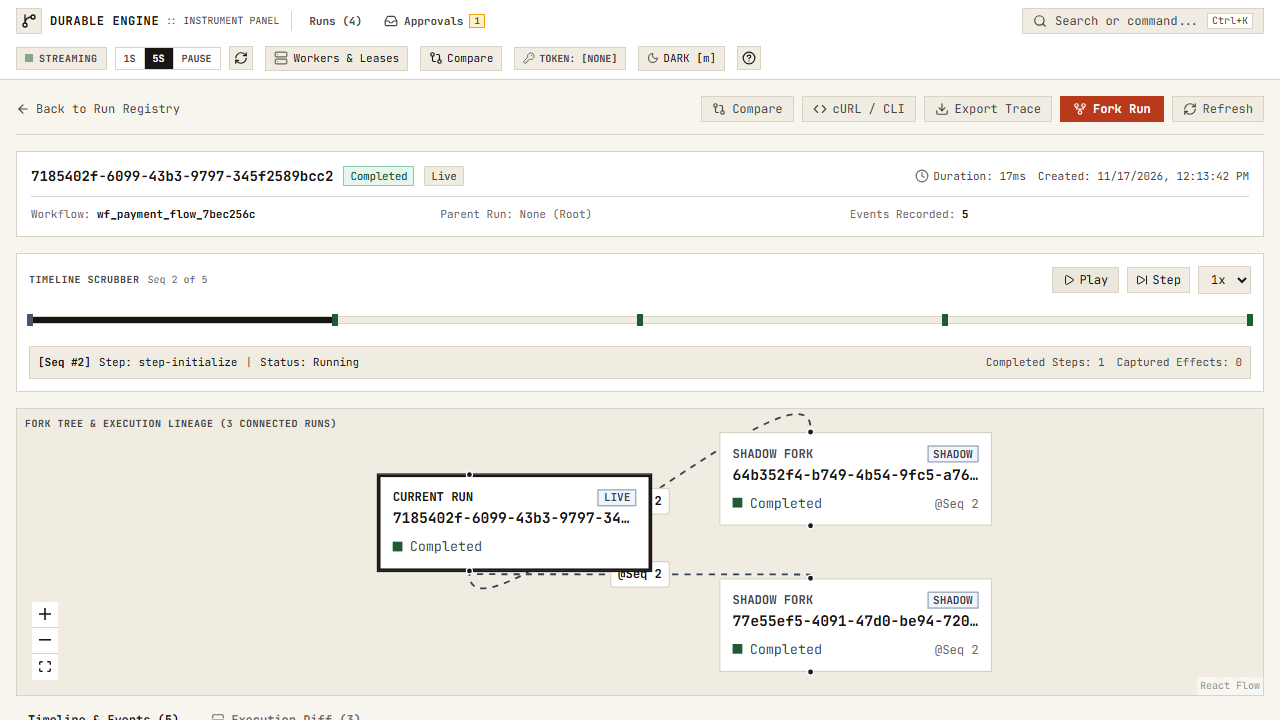 DURABLE ENGINE :: INSTRUMENT PANEL Runs (4) Approvals 1 Search or command... Ctrl+K
STREAMING 1S 5S PAUSE Workers & Leases Compare TOKEN: [NONE] DARK [m]
Back to Run Registry Compare cURL / CLI Export Trace Fork Run Refresh
7185402f-6099-43b3-9797-345f2589bcc2 Completed Live Duration: 17ms Created: 11/17/2026, 12:13:42 PM
Workflow: wf_payment_flow_7bec256c Parent Run: None (Root) Events Recorded: 5
TIMELINE SCRUBBER Seq 2 of 5 Play Step 1x
[Seq #2] Step: step-initialize | Status: Running Completed Steps: 1 Captured Effects: 0
FORK TREE & EXECUTION LINEAGE (3 CONNECTED RUNS)
SHADOW FORK SHADOW
64b352f4-b749-4b54-9fc5-a76…
Completed @Seq 2
CURRENT RUN LIVE
7185402f-6099-43b3-9797-34…
Completed
2
@Seq 2
SHADOW FORK SHADOW
77e55ef5-4091-47d0-be94-720…
Completed @Seq 2
React Flow
Timeline & Events (5) Execution Diff (3)